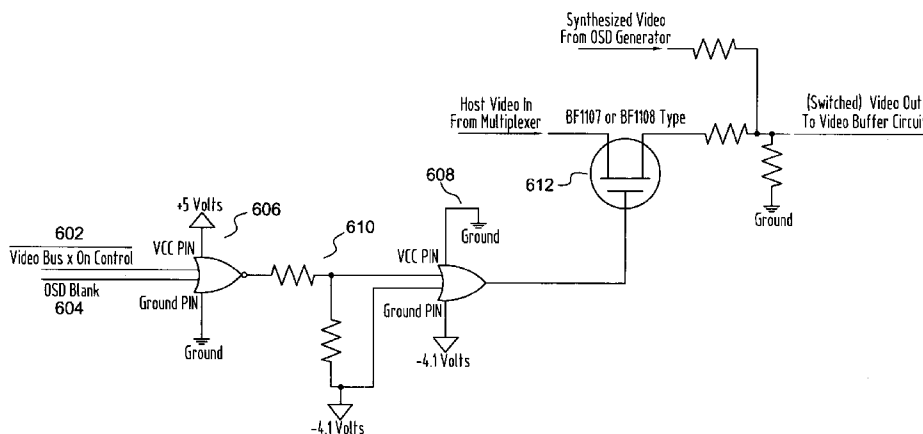 Synthesized Video
From OSD Generator
Host Video In
From Multiplexer
BF1107 or BF1108 Type
(Switched) Video Out
To Video Buffer Circuit
612
Ground
608
Ground
+5 Volts
606
610
602
VCC PIN
Video Bus x On Control
OSD Blank
604
Ground PIN
Ground
VCC PIN
Ground PIN
-4.1 Volts
-4.1 Volts